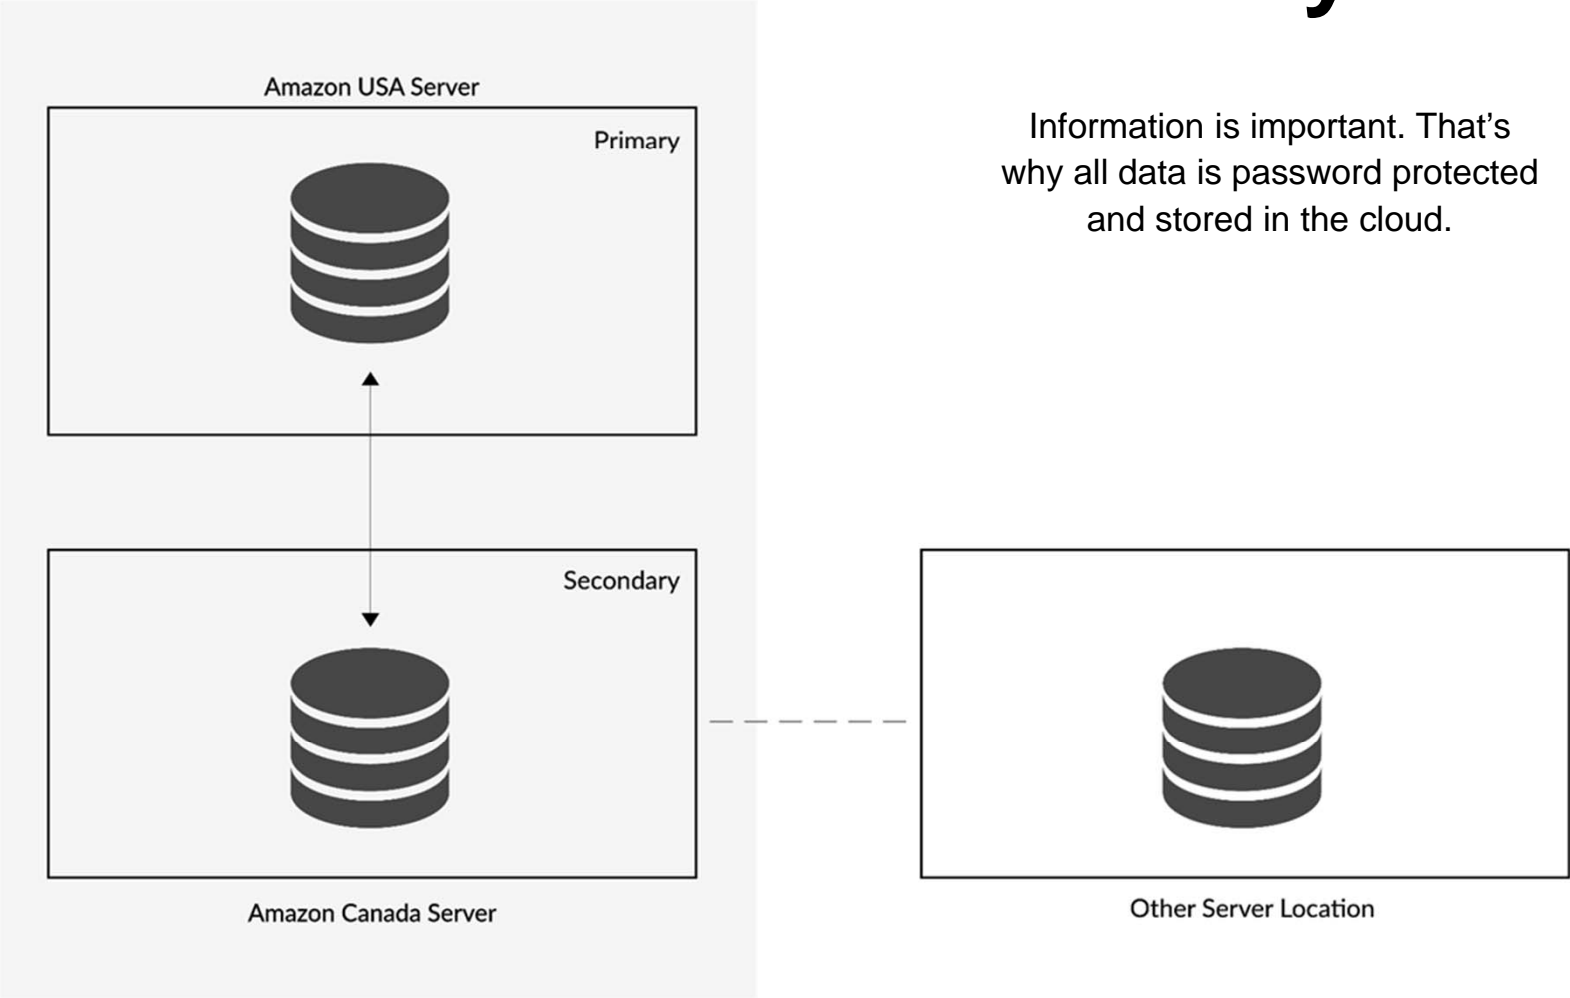 Amazon USA Server
Primary
Information is important. That’s
why all data is password protected
and stored in the cloud.
Secondary
Amazon Canada Server
Other Server Location